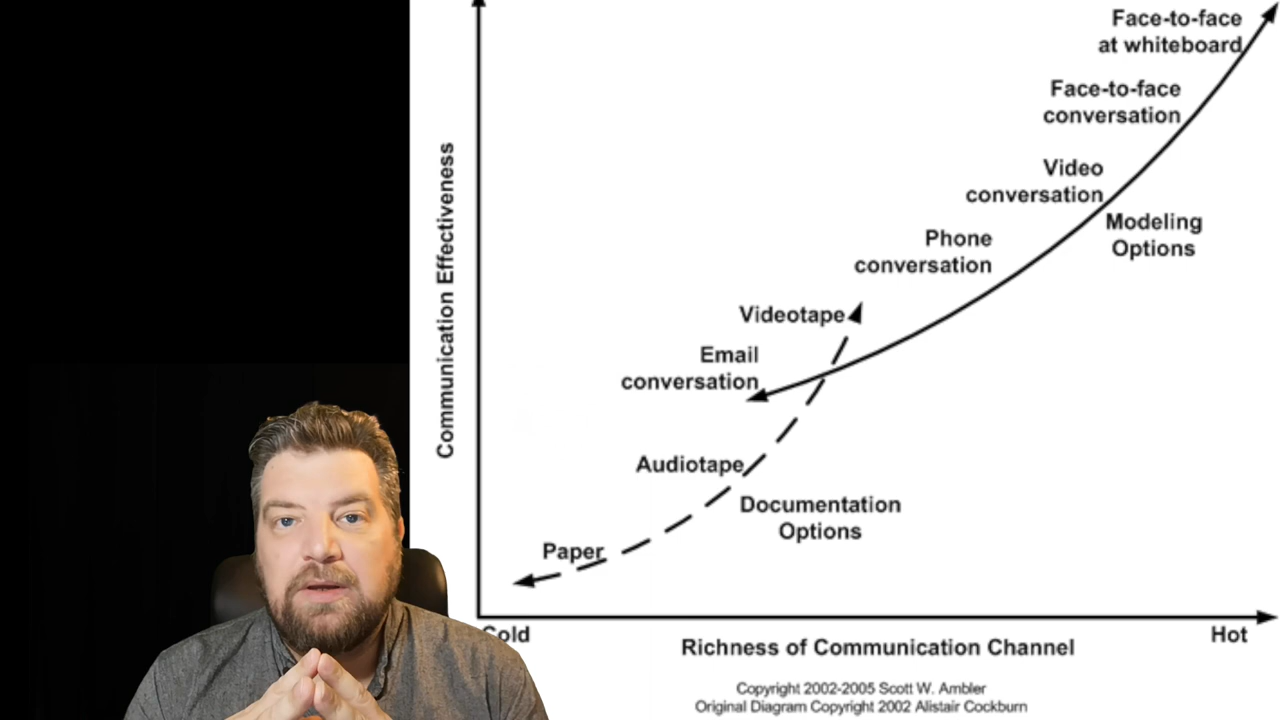 Face-to-face
at whiteboard
Face-to-face
conversation
Video
conversation
Modeling
Options
Phone
conversation
Videotape
Email
conversation
Communication Effectiveness
Audiotape
Documentation
Options
Paper
Cold
Hot
Richness of Communication Channel
Copyright 2002-2005 Scott W. Ambler
Original Diagram Copyright 2002 Alistair Cockburn